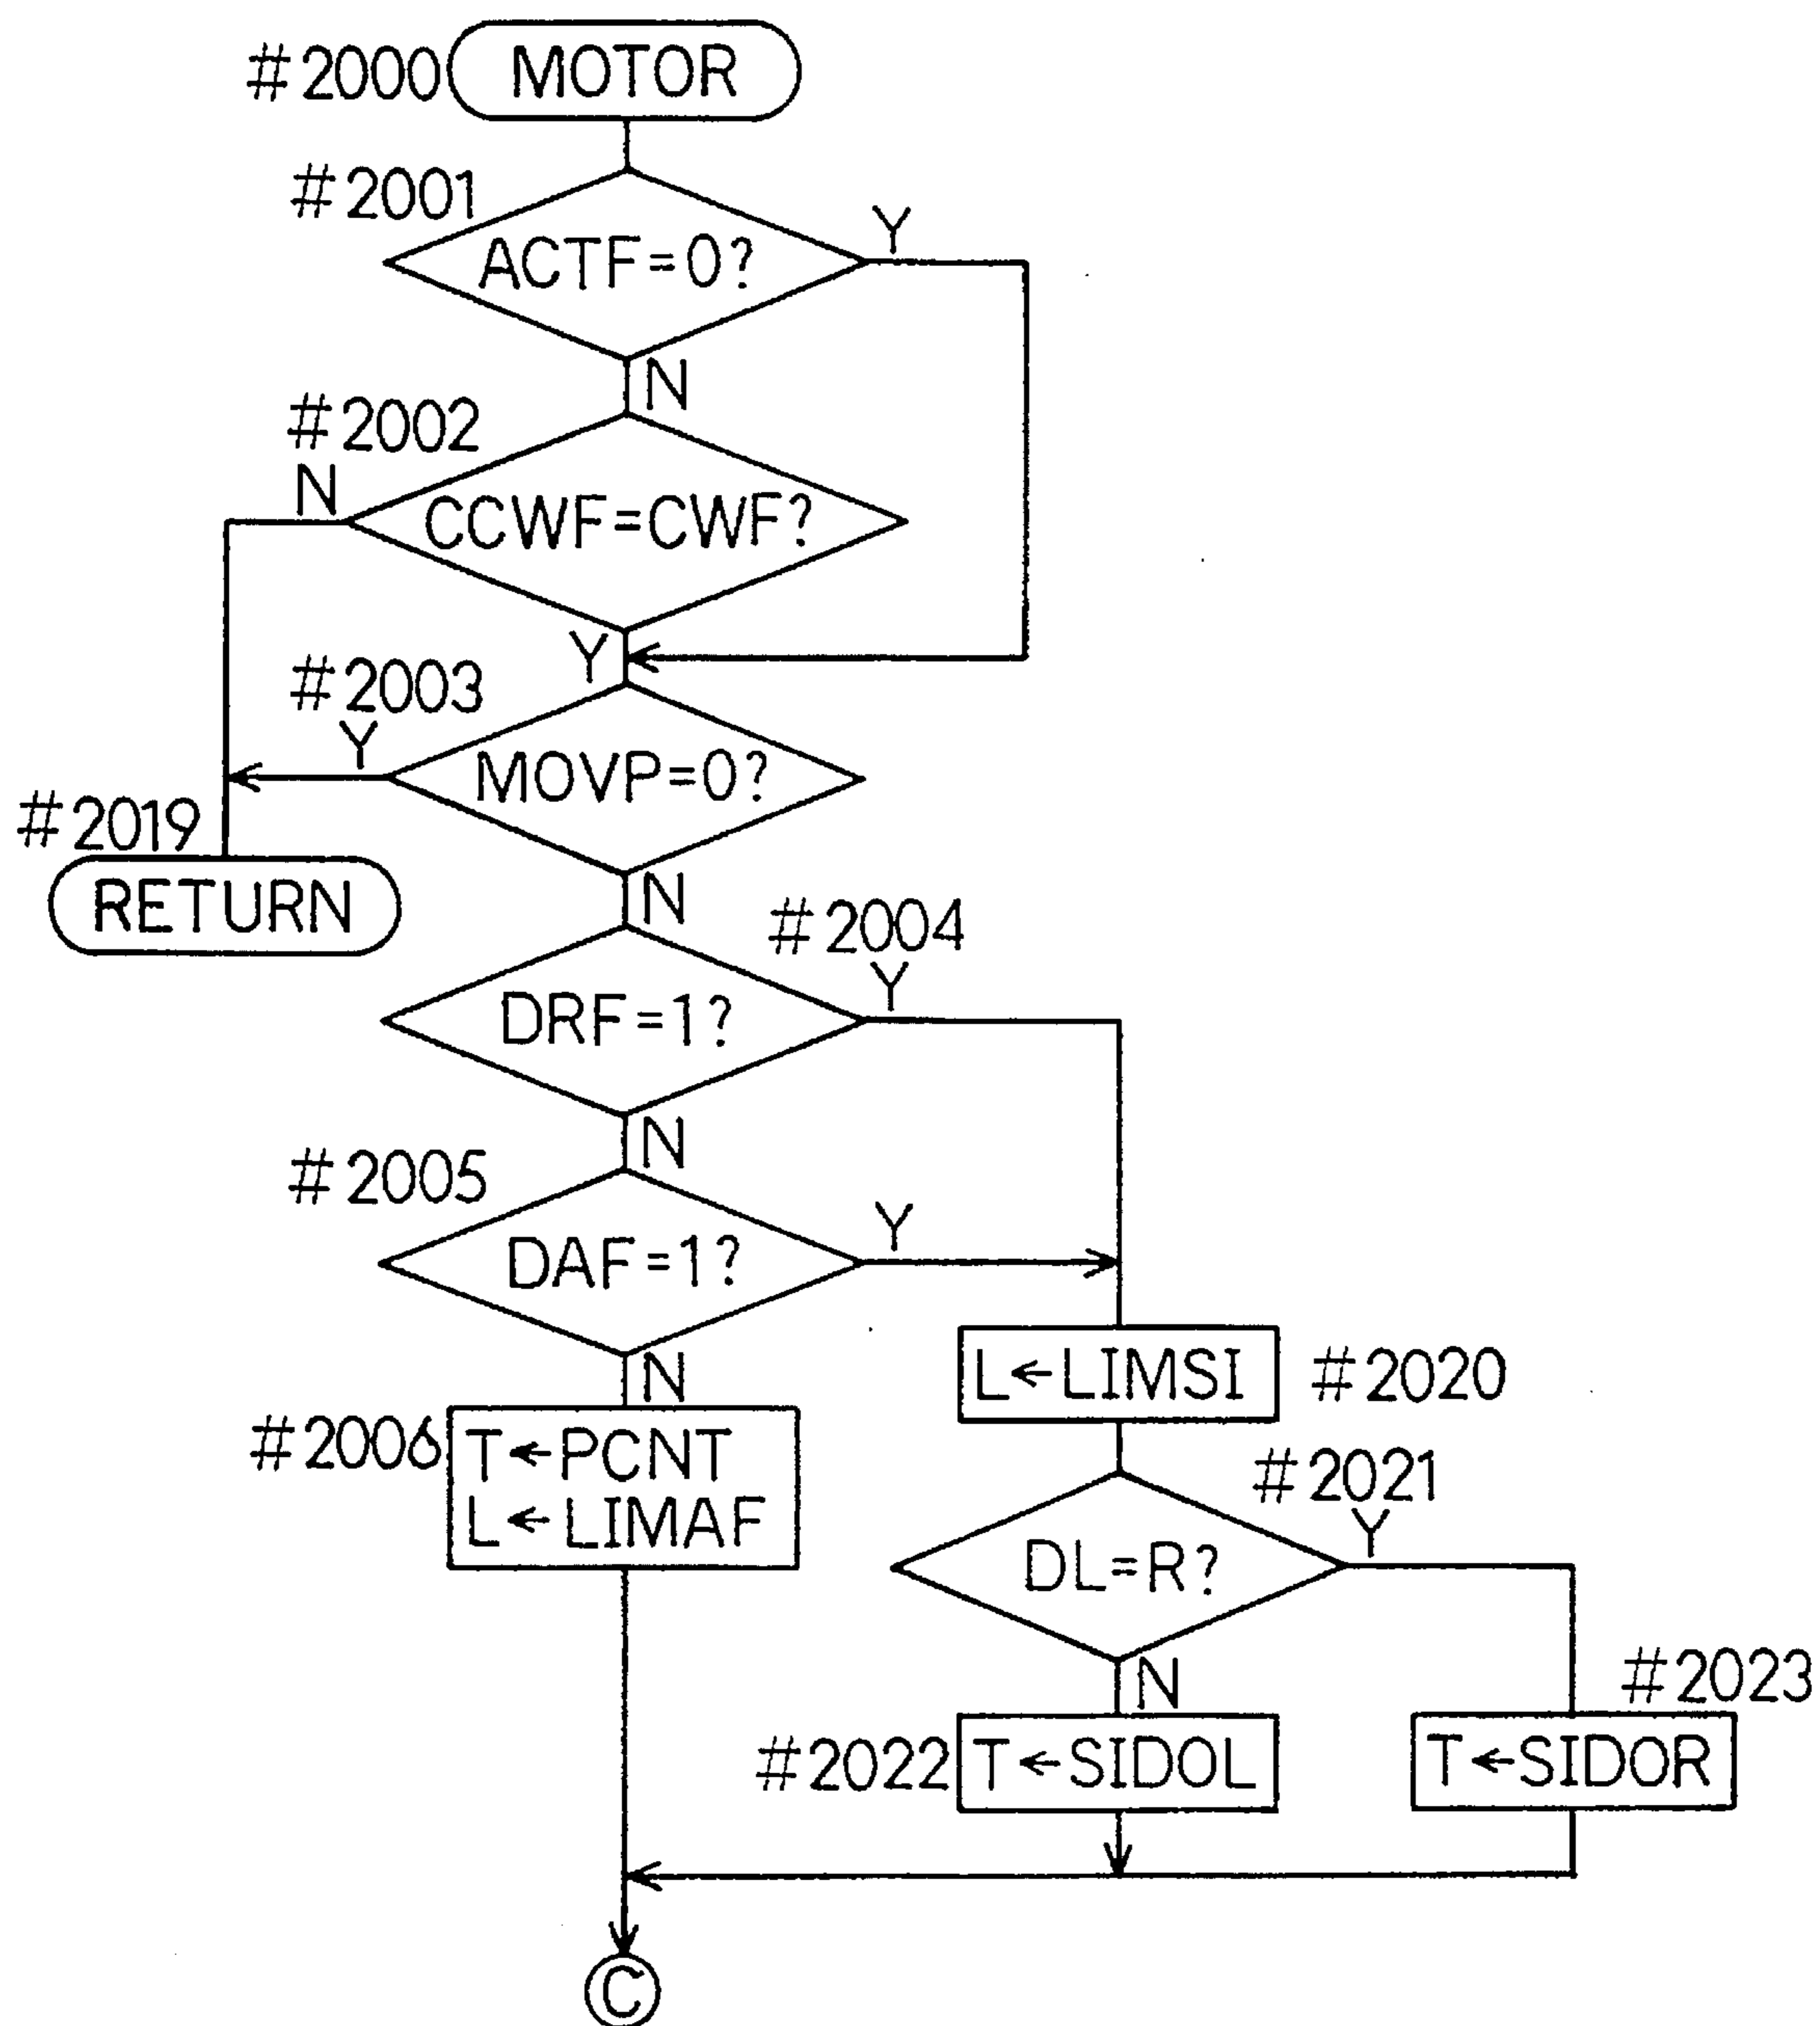 #2000 MOTOR
#2001
ACTF=0?
Y
N
#2002
N
CCWF=CWF?
Y
#2003
Y
MOVP=0?
#2019
RETURN
N
#2004
Y
DRF=1?
N
#2005
Y
DAF=1?
N
L←LIMSI #2020
#2006 T←PCNT
L←LIMAF
#2021
Y
DL=R?
N
#2023
#2022 T←SIDOL
T←SIDOR
C